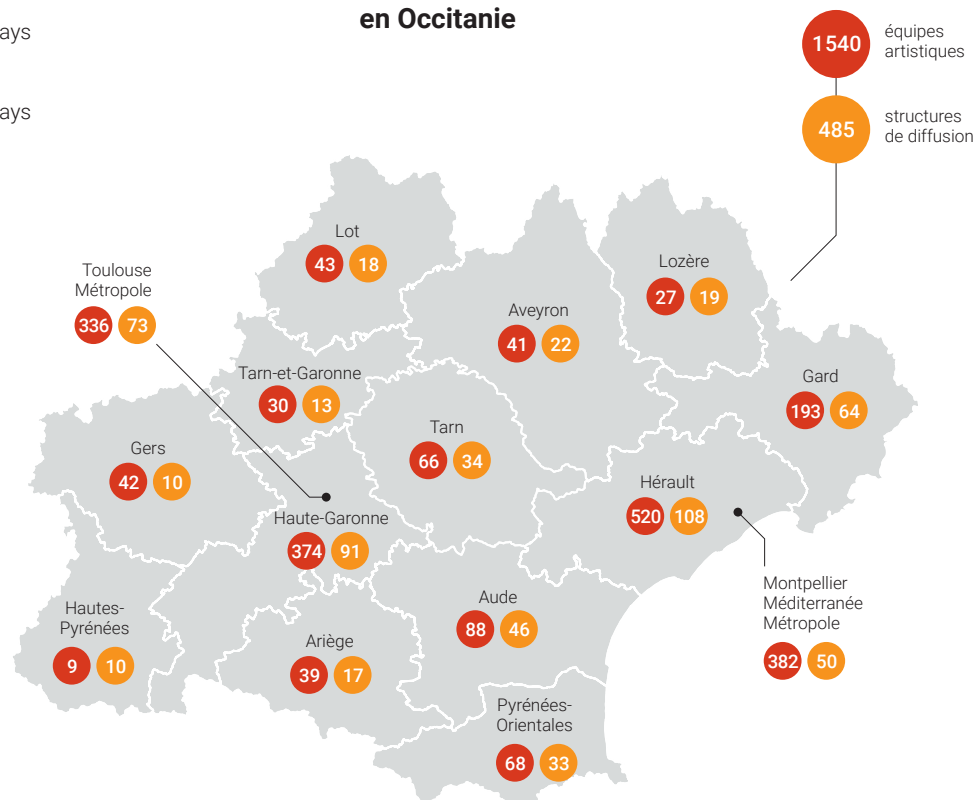 ays
ays
en Occitanie
1540
équipes
artistiques
485
structures
de diffusion
Lot
43 18
Toulouse
Métropole
336 73
Lozère
27 19
Aveyron
41 22
Tarn-et-Garonne
30 13
Gard
193 64
Tarn
66 34
Gers
42 10
Hérault
520 108
Haute-Garonne
374 91
Montpellier
Méditerranée
Métropole
382 50
Hautes-
Pyrénées
9 10
Aude
88 46
Ariège
39 17
Pyrénées-
Orientales
68 33